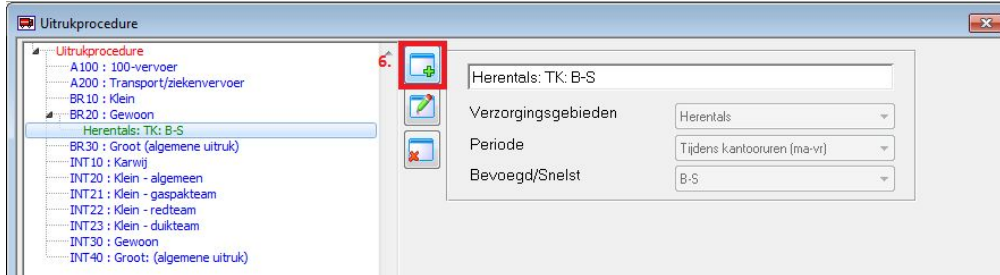 Uitrukprocedure
Uitrukprocedure
A100 : 100-vervoer
A200 : Transport/ziekenvervoer
BR10 : Klein
BR20 : Gewoon
Herentals: TK: B-S
BR30 : Groot (algemene uitruk)
INT10 : Karwij
INT20 : Klein - algemeen
INT21 : Klein - gaspakteam
INT22 : Klein - redteam
INT23 : Klein - duikteam
INT30 : Gewoon
INT40 : Groot: (algemene uitruk)
6.
Herentals: TK: B-S
Verzorgingsgebieden Herentals
Periode Tijdens kantooruren (ma-vr)
Bevoegd/Snelst B-S